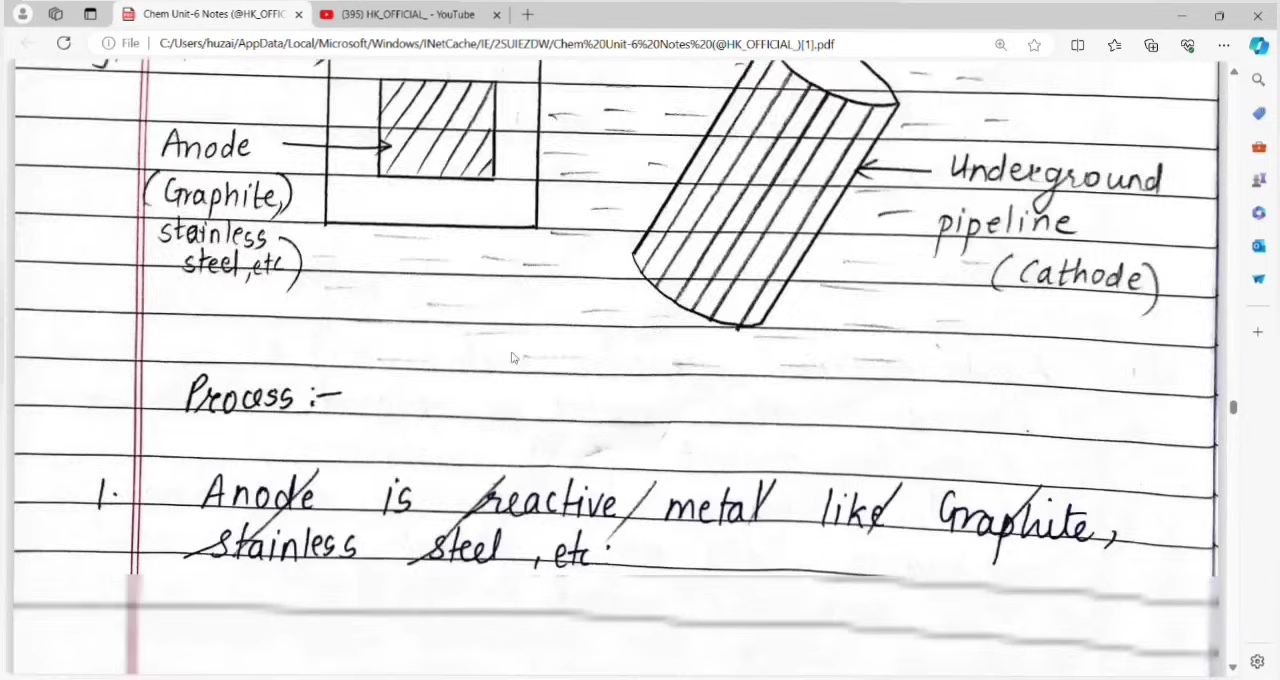 Chem Unit-6 Notes (@HK_OFFIC
(395) HK_OFFICIAL_ - YouTube
File
C:/Users/huzai/AppData/Local/Microsoft/Windows/INetCache/IE/2SUIEZDW/Chem%20Unit-6%20Notes%20(@HK_OFFICIAL_)[1].pdf
Anode
(Graphite,)
stainless
steel, etc)
Underground
pipeline
(Cathode)
Process :-
1. Anode is reactive metal like Graphite,
stainless steel, etc.